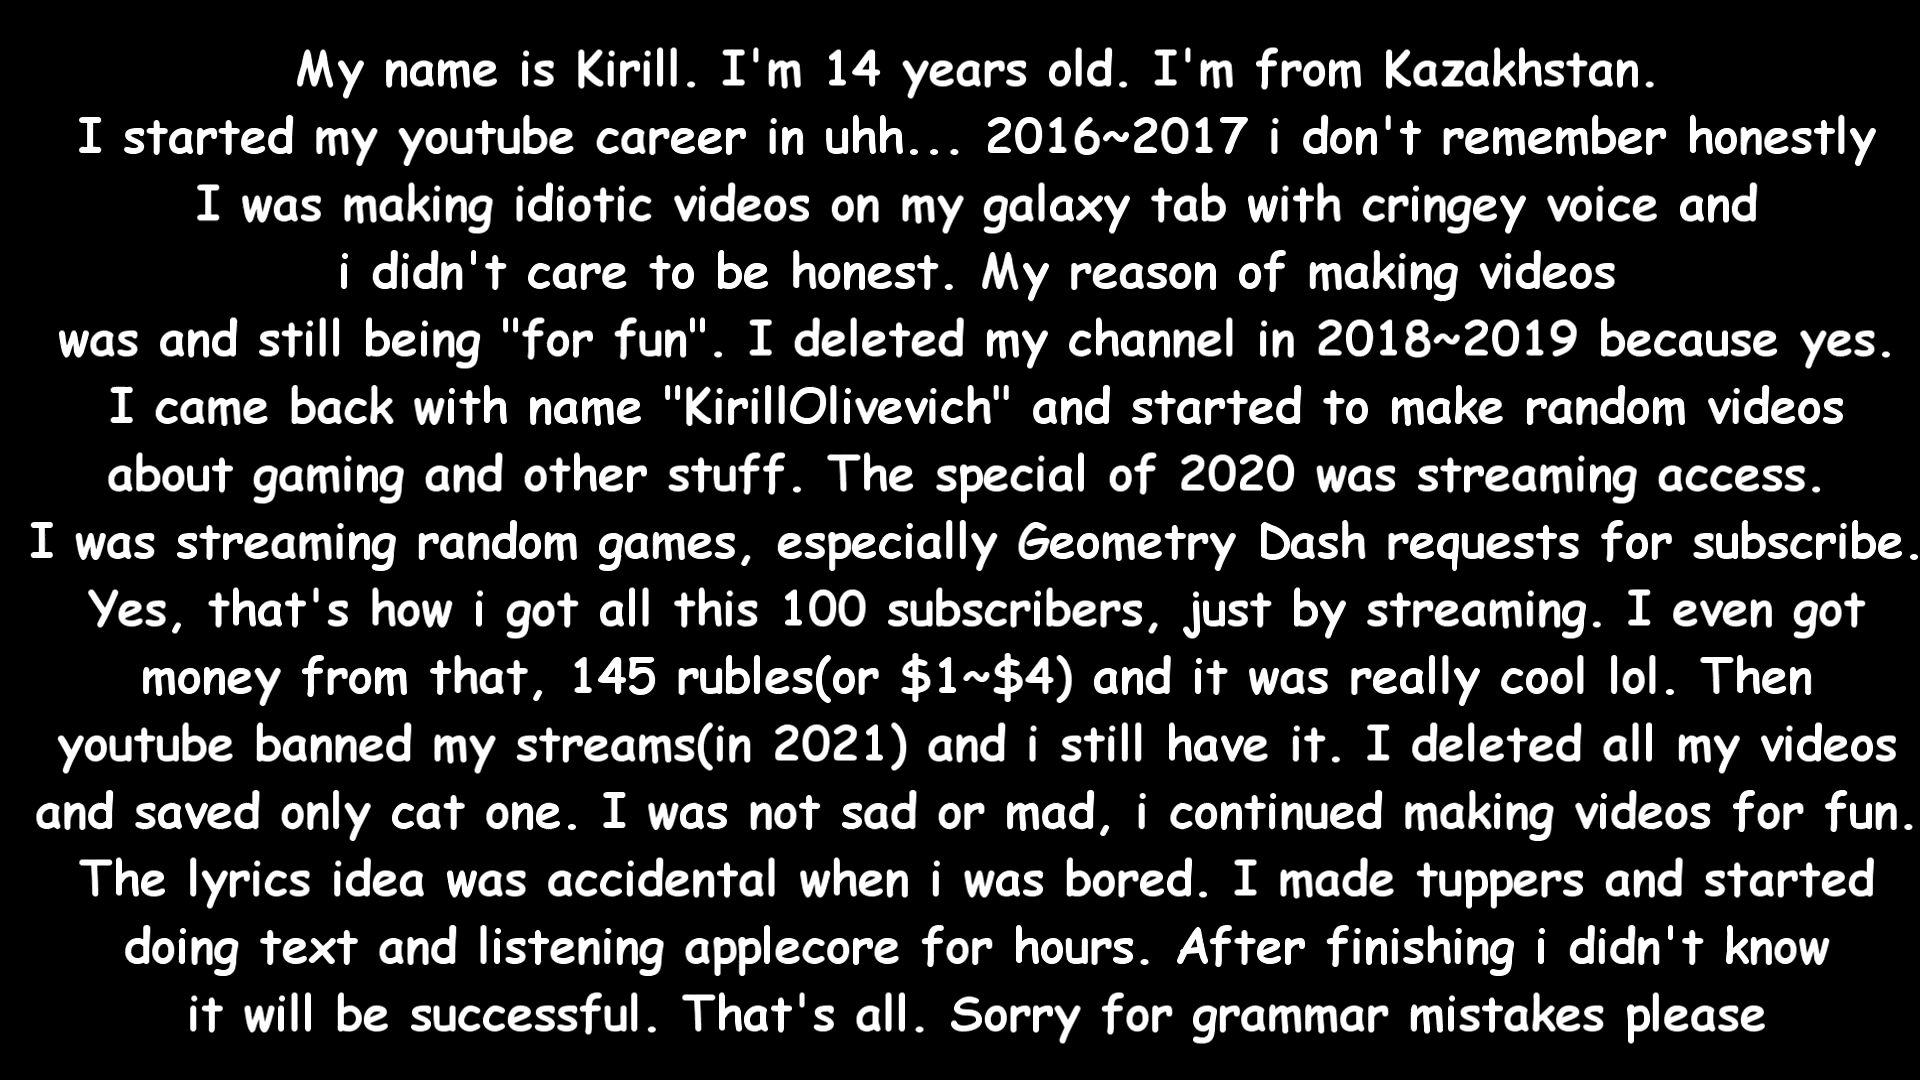 My name is Kirill. I'm 14 years old. I'm from Kazakhstan.
I started my youtube career in uhh... 2016~2017 i don't remember honestly
I was making idiotic videos on my galaxy tab with cringey voice and
i didn't care to be honest. My reason of making videos
was and still being "for fun". I deleted my channel in 2018~2019 because yes.
I came back with name "KirillOlivevich" and started to make random videos
about gaming and other stuff. The special of 2020 was streaming access.
I was streaming random games, especially Geometry Dash requests for subscribe.
Yes, that's how i got all this 100 subscribers, just by streaming. I even got
money from that, 145 rubles(or $1~$4) and it was really cool lol. Then
youtube banned my streams(in 2021) and i still have it. I deleted all my videos
and saved only cat one. I was not sad or mad, i continued making videos for fun.
The lyrics idea was accidental when i was bored. I made tuppers and started
doing text and listening applecore for hours. After finishing i didn't know
it will be successful. That's all. Sorry for grammar mistakes please